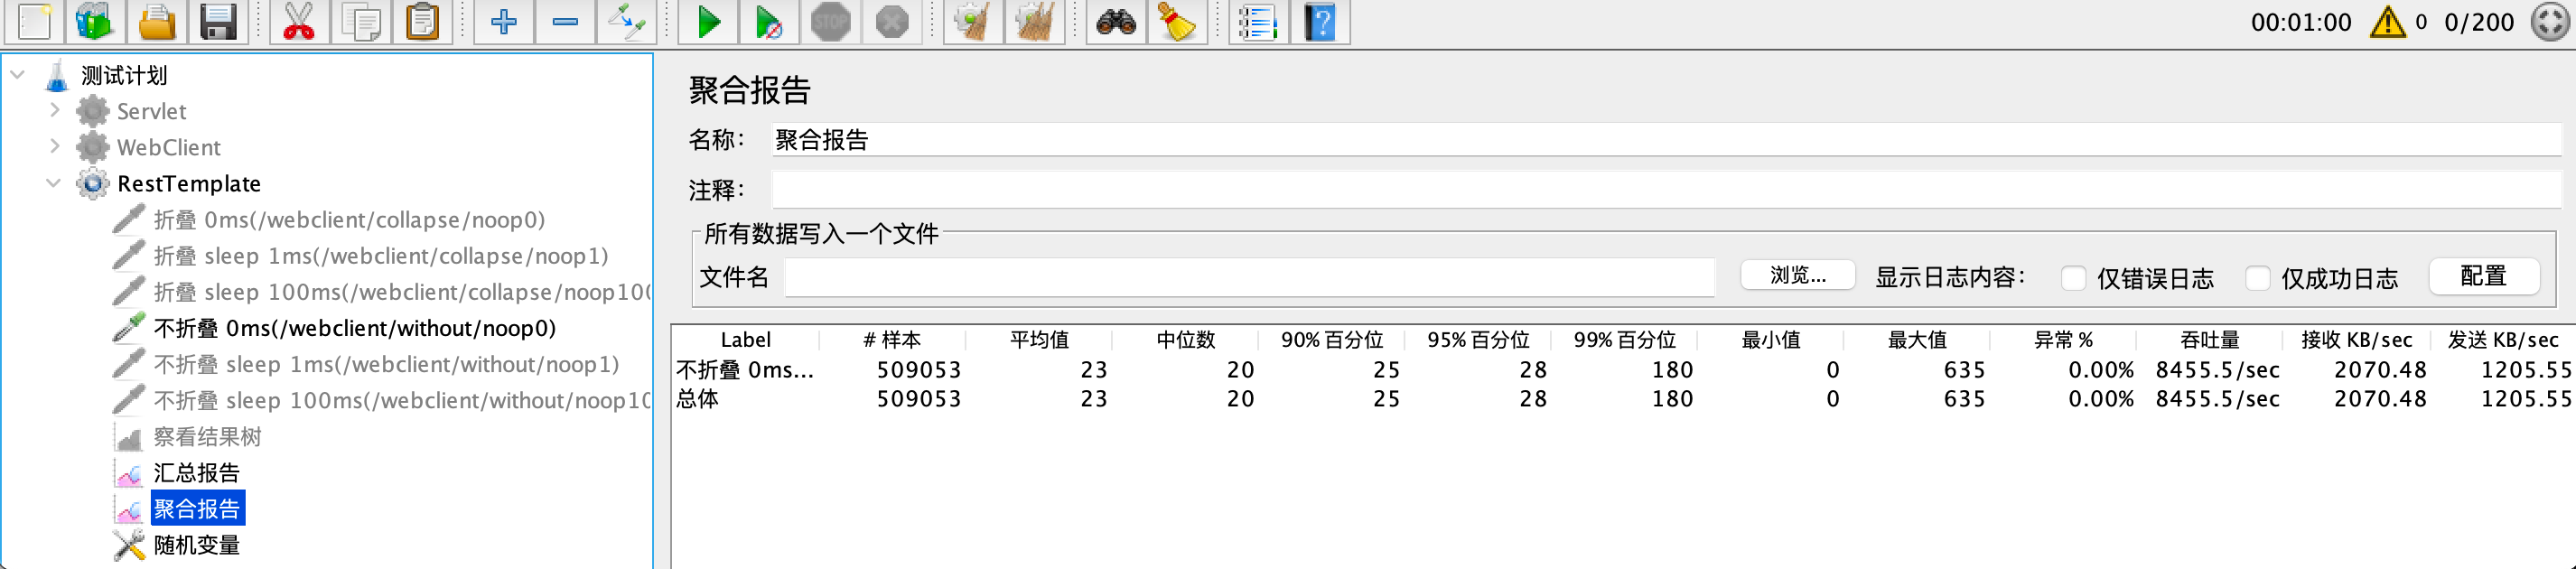 STOP
00:01:00 0 0/200
测试计划
Servlet
WebClient
RestTemplate
折叠 0ms(/webclient/collapse/noop0)
折叠 sleep 1ms(/webclient/collapse/noop1)
折叠 sleep 100ms(/webclient/collapse/noop100
不折叠 0ms(/webclient/without/noop0)
不折叠 sleep 1ms(/webclient/without/noop1)
不折叠 sleep 100ms(/webclient/without/noop10
察看结果树
汇总报告
聚合报告
随机变量
聚合报告
名称： 聚合报告
注释：
所有数据写入一个文件
文件名 浏览... 显示日志内容： 仅错误日志 仅成功日志 配置
Label # 样本 平均值 中位数 90% 百分位 95% 百分位 99% 百分位 最小值 最大值 异常 % 吞吐量 接收 KB/sec 发送 KB/sec
不折叠 0ms... 509053 23 20 25 28 180 0 635 0.00% 8455.5/sec 2070.48 1205.55
总体 509053 23 20 25 28 180 0 635 0.00% 8455.5/sec 2070.48 1205.55